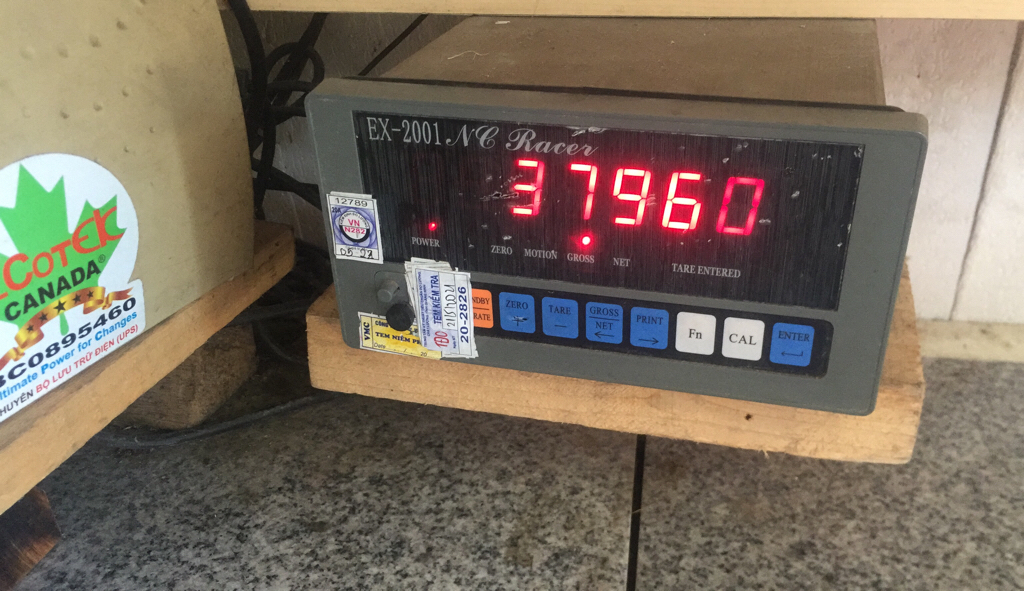 EX-2001 NC Racer
37960
POWER
ZERO MOTION GROSS NET TARE ENTERED
12789
VN
N282
TEM KIỂM TRA
20-2826
VMC
TEM NIÊM
ZERO
TARE
GROSS
NET
PRINT
Fn
CAL
ENTER
COTEK
CANADA®
C0895460
Ultimate Power for Changes
BỘ LƯU TRỮ ĐIỆN (UPS)